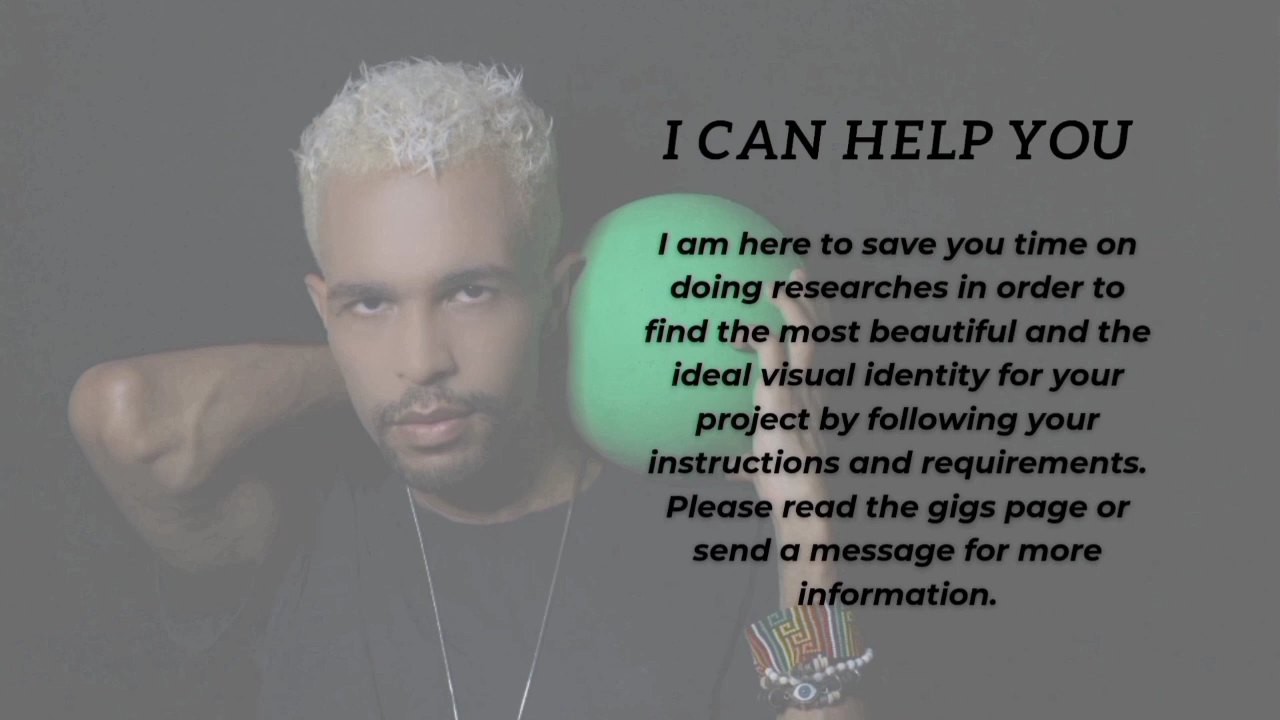 I CAN HELP YOU
I am here to save you time on
doing researches in order to
find the most beautiful and the
ideal visual identity for your
project by following your
instructions and requirements.
Please read the gigs page or
send a message for more
information.